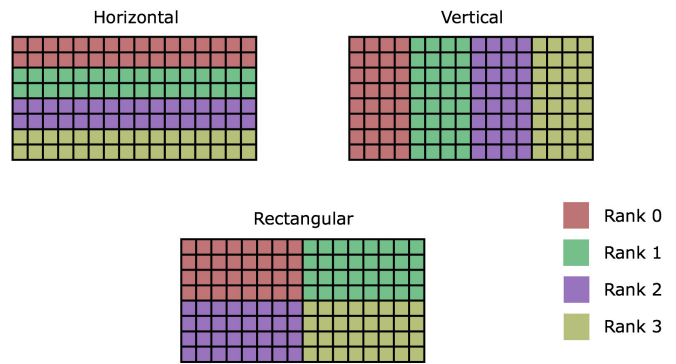 Horizontal
Vertical
Rectangular
Rank 0
Rank 1
Rank 2
Rank 3